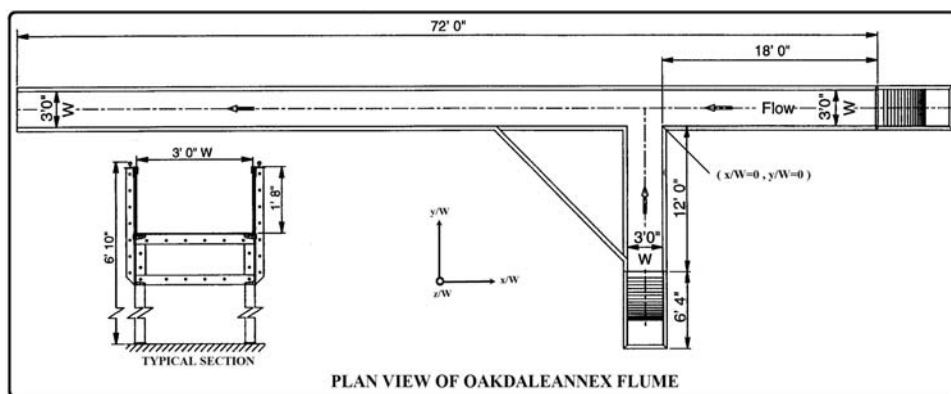 72' 0"
18' 0"
3'0"
W
Flow
3'0"
W
3' 0" W
1' 8"
6' 10"
TYPICAL SECTION
y/W
x/W
z/W
( x/W=0 , y/W=0 )
12' 0"
3'0"
W
6' 4"
PLAN VIEW OF OAKDALEANNEX FLUME